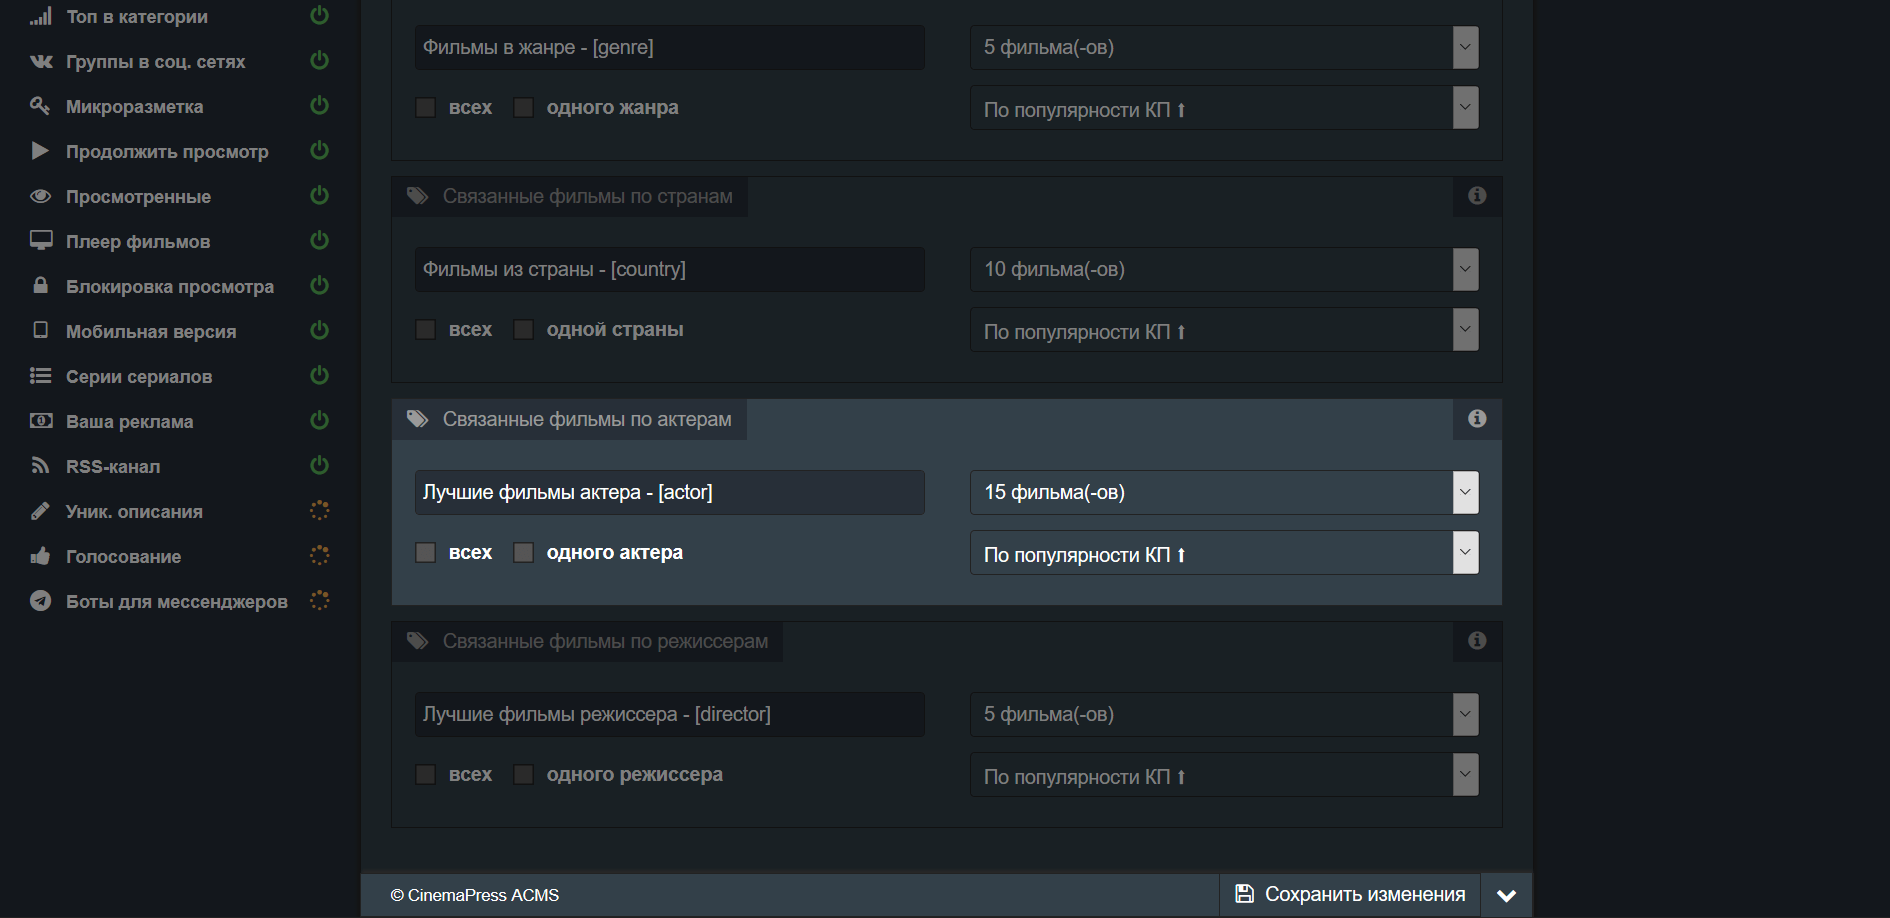 Топ в категории
Группы в соц. сетях
Микроразметка
Продолжить просмотр
Просмотренные
Плеер фильмов
Блокировка просмотра
Мобильная версия
Серии сериалов
Ваша реклама
RSS-канал
Уник. описания
Голосование
Боты для мессенджеров
Фильмы в жанре - [genre]
5 фильма(-ов)
всех одного жанра
По популярности КП ⬆
Связанные фильмы по странам
Фильмы из страны - [country]
10 фильма(-ов)
всех одной страны
По популярности КП ⬆
Связанные фильмы по актерам
Лучшие фильмы актера - [actor]
15 фильма(-ов)
всех одного актера
По популярности КП ⬆
Связанные фильмы по режиссерам
Лучшие фильмы режиссера - [director]
5 фильма(-ов)
всех одного режиссера
По популярности КП ⬆
© CinemaPress ACMS
Сохранить изменения